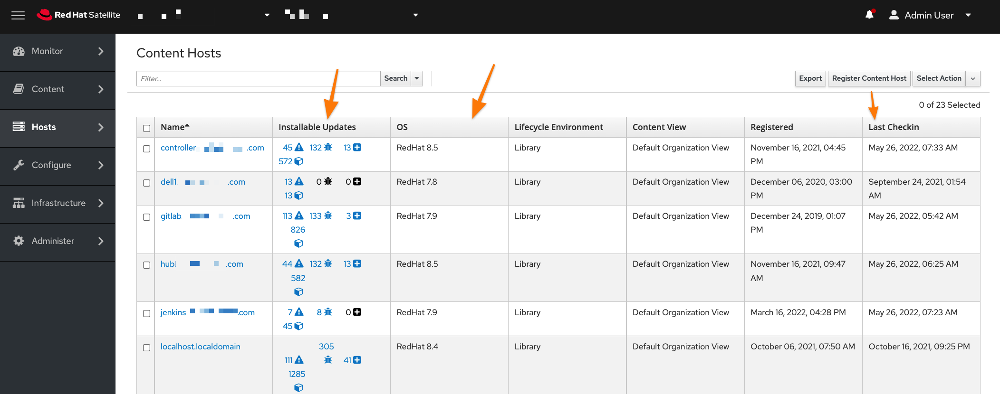 Red Hat Satellite
Admin User
Monitor
Content
Hosts
Configure
Infrastructure
Administer
Content Hosts
Filter...
Search
Export
Register Content Host
Select Action
0 of 23 Selected
Name Installable Updates OS Lifecycle Environment Content View Registered Last Checkin
controller .com 45 132 13 RedHat 8.5 Library Default Organization View November 16, 2021, 04:45 May 26, 2022, 07:33 AM
572 PM
dell1. .com 13 0 0 RedHat 7.8 Library Default Organization View December 06, 2020, 03:00 September 24, 2021, 01:54
13 PM AM
gitlab .com 113 133 3 RedHat 7.9 Library Default Organization View December 24, 2019, 01:07 May 26, 2022, 05:42 AM
826 PM
hub. .com 44 132 13 RedHat 8.5 Library Default Organization View November 16, 2021, 09:47 May 26, 2022, 06:25 AM
582 AM
jenkins .com 7 8 0 RedHat 7.9 Library Default Organization View March 16, 2022, 04:28 PM May 26, 2022, 07:23 AM
45
localhost.localdomain 305 RedHat 8.4 Library Default Organization View October 06, 2021, 07:50 AM October 16, 2021, 09:25 PM
111 41
1285